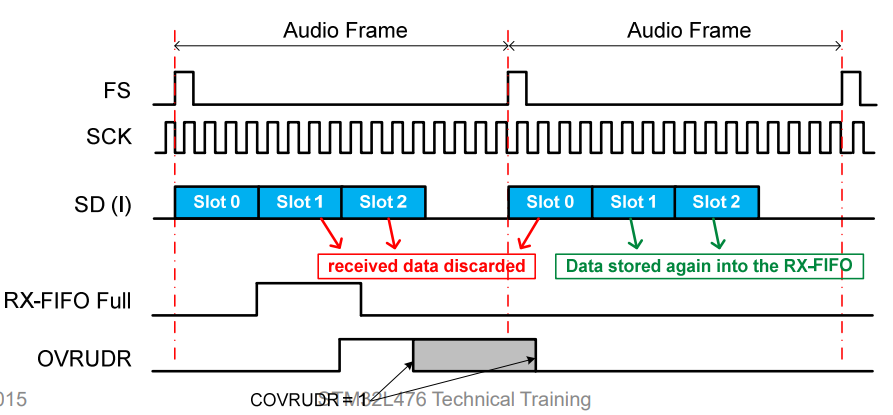 Audio Frame Audio Frame
FS
SCK
SD (I) Slot 0 Slot 1 Slot 2 Slot 0 Slot 1 Slot 2
received data discarded Data stored again into the RX-FIFO
RX-FIFO Full
OVRUDR
015 COVRUDR = 1 STM32L476 Technical Training